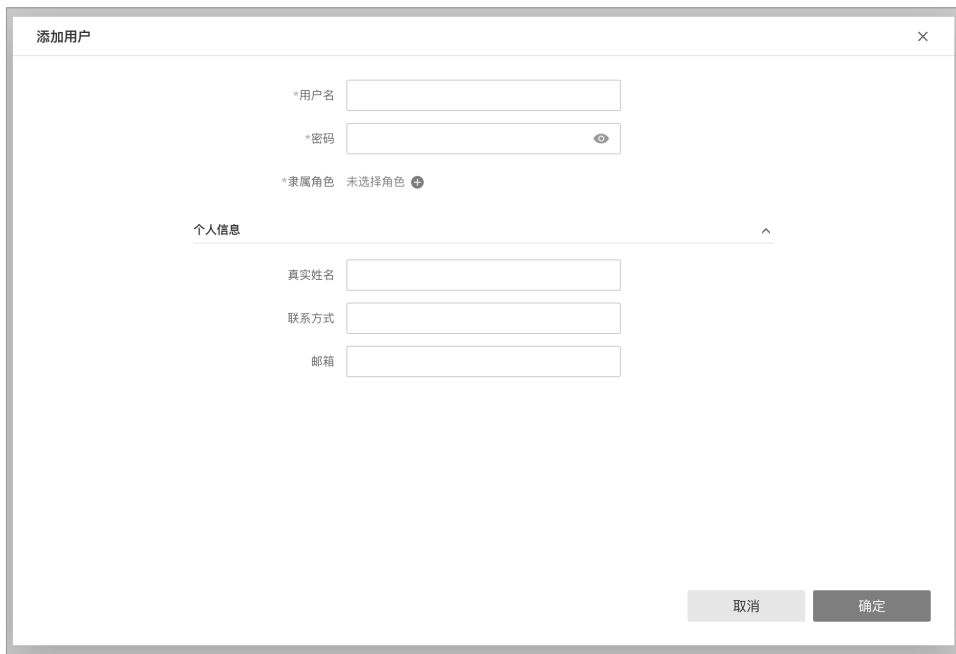 添加用户
*用户名
*密码
*隶属角色 未选择角色
个人信息
真实姓名
联系方式
邮箱
取消 确定